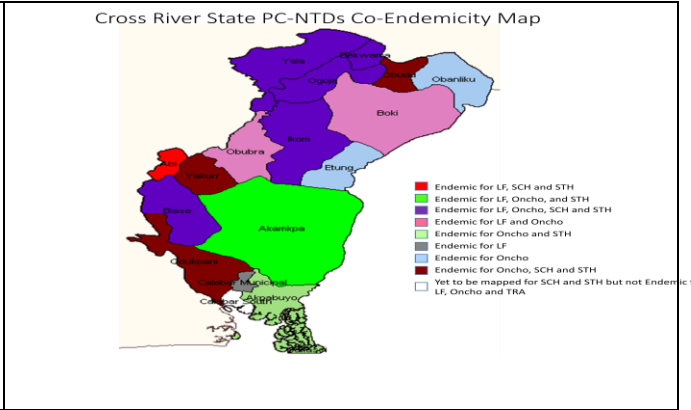 Cross River State PC-NTDs Co-Endemicity Map
Yala
Bekwarra
Ogoja
Obudu
Obanliku
Boki
Ikom
Obubra
Etung
Abi
Yakurr
Biase
Akamkpa
Odukpani
Calabar Municipal
Calabar South
Akpabuyo
Endemic for LF, SCH and STH
Endemic for LF, Oncho, and STH
Endemic for LF, Oncho, SCH and STH
Endemic for LF and Oncho
Endemic for Oncho and STH
Endemic for LF
Endemic for Oncho
Endemic for Oncho, SCH and STH
Yet to be mapped for SCH and STH but not Endemic
LF, Oncho and TRA